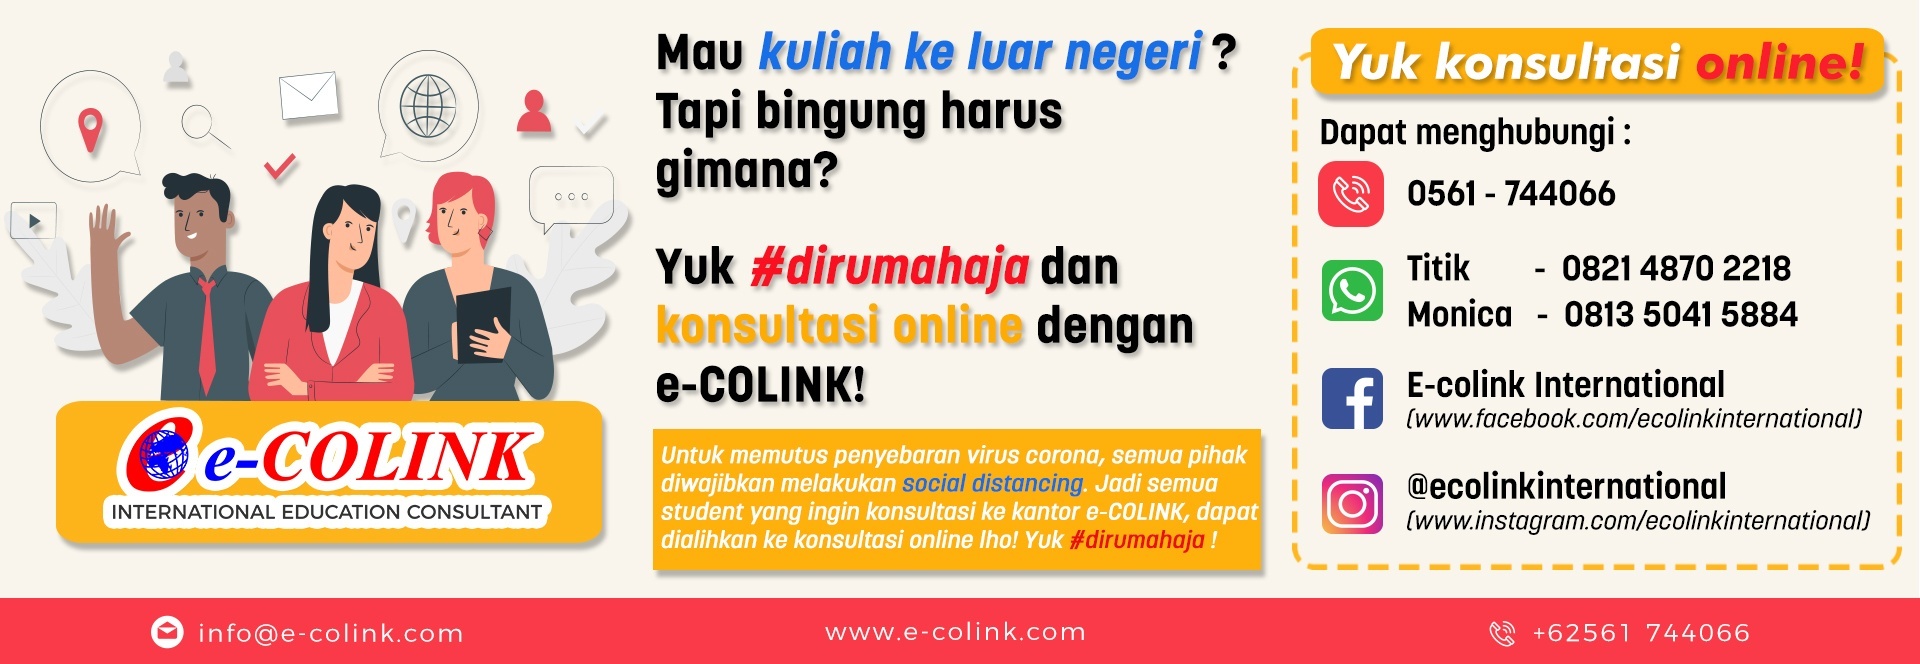 e-COLINK
INTERNATIONAL EDUCATION CONSULTANT
Mau kuliah ke luar negeri ?
Tapi bingung harus
gimana?
Yuk #dirumahaja dan
konsultasi online dengan
e-COLINK!
Untuk memutus penyebaran virus corona, semua pihak
diwajibkan melakukan social distancing. Jadi semua
student yang ingin konsultasi ke kantor e-COLINK, dapat
dialihkan ke konsultasi online lho! Yuk #dirumahaja !
Yuk konsultasi online!
Dapat menghubungi :
0561 - 744066
Titik - 0821 4870 2218
Monica - 0813 5041 5884
E-colink International
(www.facebook.com/ecolinkinternational)
@ecolinkinternational
(www.instagram.com/ecolinkinternational)
info@e-colink.com
www.e-colink.com
+62561 744066